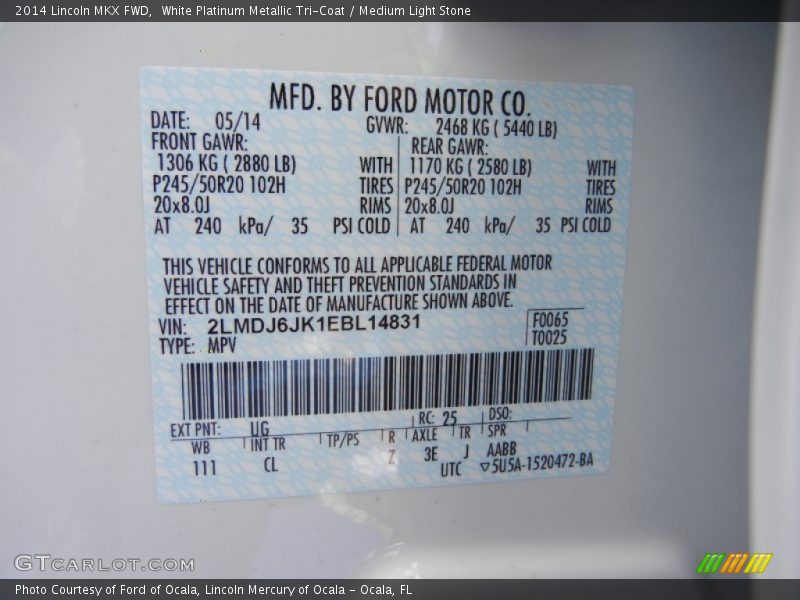 2014 Lincoln MKX FWD,  White Platinum Metallic Tri-Coat / Medium Light Stone
MFD. BY FORD MOTOR CO.
DATE: 05/14 GVWR: 2468 KG ( 5440 LB)
FRONT GAWR: REAR GAWR:
1306 KG ( 2880 LB) WITH 1170 KG ( 2580 LB) WITH
P245/50R20 102H TIRES P245/50R20 102H TIRES
20x8.0J RIMS 20x8.0J RIMS
AT 240 kPa/ 35 PSI COLD AT 240 kPa/ 35 PSI COLD
THIS VEHICLE CONFORMS TO ALL APPLICABLE FEDERAL MOTOR
VEHICLE SAFETY AND THEFT PREVENTION STANDARDS IN
EFFECT ON THE DATE OF MANUFACTURE SHOWN ABOVE.
VIN: 2LMDJ6JK1EBL14831 F0065
TYPE: MPV T0025
EXT PNT: UG RC: 25 DSO:
WB INT TR TP/PS R AXLE TR SPR
111 CL Z 3E J AABB
UTC ▽5U5A-1520472-BA
GTCARLOT.COM
Photo Courtesy of Ford of Ocala, Lincoln Mercury of Ocala - Ocala, FL